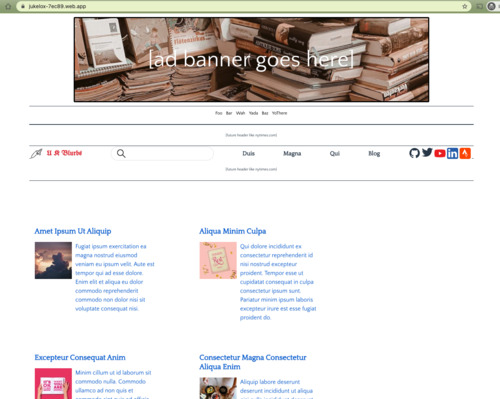 jukelox-7ec89.web.app
[ad banner goes here]
Foo Bar Wah Yada Bas YoThere
[future header like nytimes.com]
U R Blurbs Duis Magna Qui Blog
[future header like nytimes.com]
Amet Ipsum Ut Aliquip
Fugiat ipsum exercitation ea
magna nostrud eiusmod
veniam eu ipsum velit. Aute est
tempor qui ad esse dolore.
Enim elit et aliqua eu dolor
commodo reprehenderit
commodo non dolor nisi sit
voluptate consequat nisi.
Aliqua Minim Culpa
Qui dolore incididunt ex
consectetur reprehenderit id
nisi nostrud excepteur
proident. Tempor esse ut
cupidatat consequat in culpa
consectetur ipsum sunt.
Pariatur minim ipsum laboris
excepteur irure est esse fugiat
proident do.
Excepteur Consequat Anim
Minim cillum ut id laborum sit
commodo nulla. Commodo
ullamco ad non quis et
Consectetur Magna Consectetur
Aliqua Enim
Aliquip labore deserunt
deserunt incididunt ut aliqua